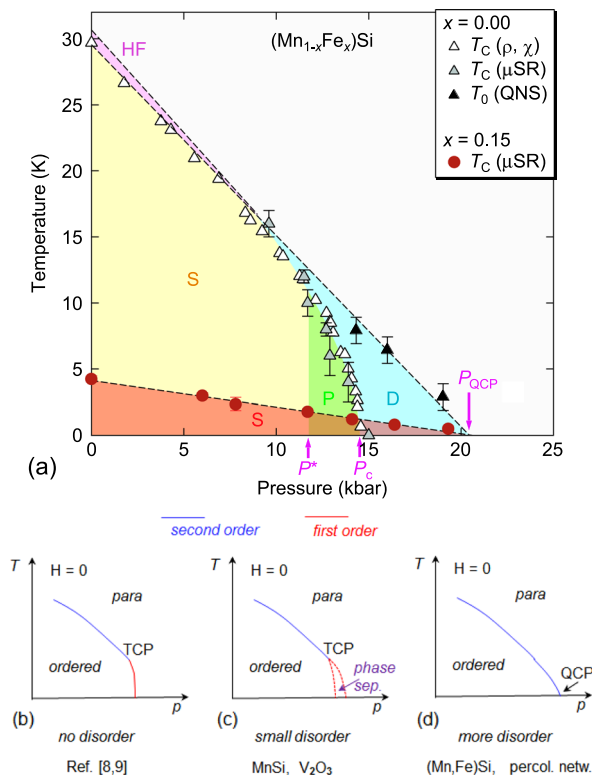 (Mn1-xFex)Si
x = 0.00
TC (ρ, χ)
TC (μSR)
T0 (QNS)
x = 0.15
TC (μSR)
HF
S
P
D
S
PQCP
P*
Pc
30
25
20
15
10
5
0
Temperature (K)
0 5 10 15 20 25
Pressure (kbar)
(a)
second order
first order
T
H = 0
para
TCP
ordered
p
(b)
no disorder
Ref. [8,9]
T
H = 0
para
TCP
phase
sep.
ordered
p
(c)
small disorder
MnSi, V2O3
T
H = 0
para
ordered
QCP
p
(d)
more disorder
(Mn,Fe)Si, percol. netw.